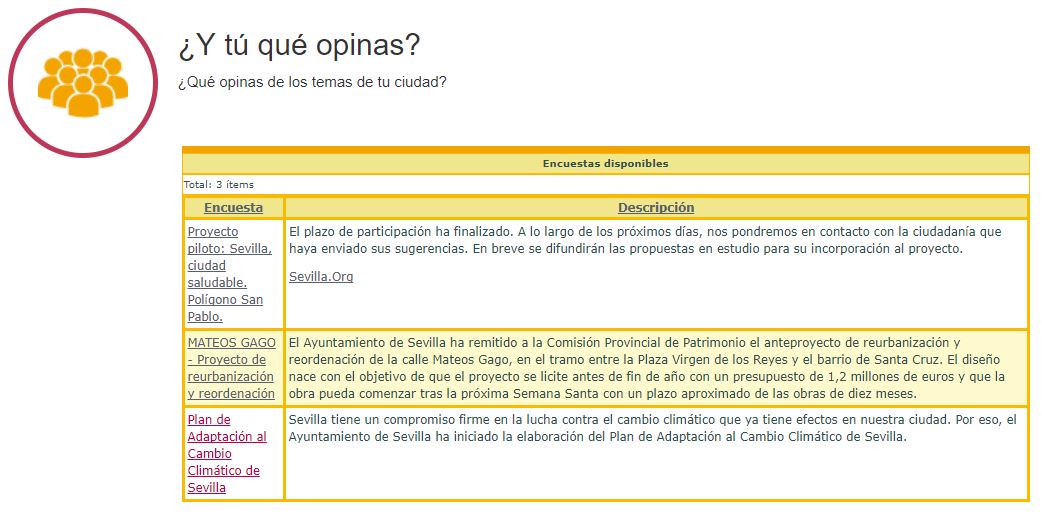 ¿Y tú qué opinas?
¿Qué opinas de los temas de tu ciudad?
Encuestas disponibles
Total: 3 ítems
Encuesta
Descripción
Proyecto
piloto: Sevilla,
ciudad
saludable.
Polígono San
Pablo.
El plazo de participación ha finalizado. A lo largo de los próximos días, nos pondremos en contacto con la ciudadanía que
haya enviado sus sugerencias. En breve se difundirán las propuestas en estudio para su incorporación al proyecto.
Sevilla.Org
MATEOS GAGO
- Proyecto de
reurbanización
y reordenación
El Ayuntamiento de Sevilla ha remitido a la Comisión Provincial de Patrimonio el anteproyecto de reurbanización y
reordenación de la calle Mateos Gago, en el tramo entre la Plaza Virgen de los Reyes y el barrio de Santa Cruz. El diseño
nace con el objetivo de que el proyecto se licite antes de fin de año con un presupuesto de 1,2 millones de euros y que la
obra pueda comenzar tras la próxima Semana Santa con un plazo aproximado de las obras de diez meses.
Plan de
Adaptación al
Cambio
Climático de
Sevilla
Sevilla tiene un compromiso firme en la lucha contra el cambio climático que ya tiene efectos en nuestra ciudad. Por eso, el
Ayuntamiento de Sevilla ha iniciado la elaboración del Plan de Adaptación al Cambio Climático de Sevilla.